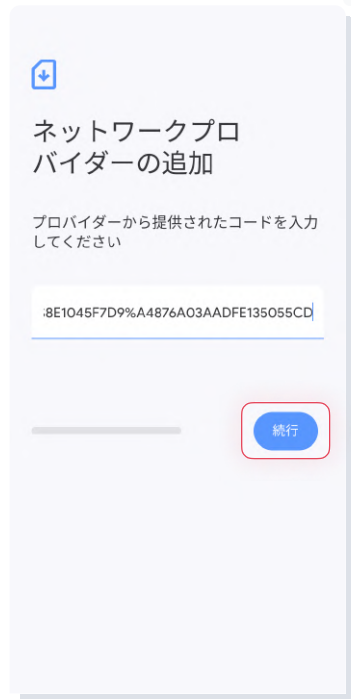 ネットワークプロ
バイダーの追加
プロバイダーから提供されたコードを入力
してください
8E1045F7D9%A4876A03AADFE135055CD
続行